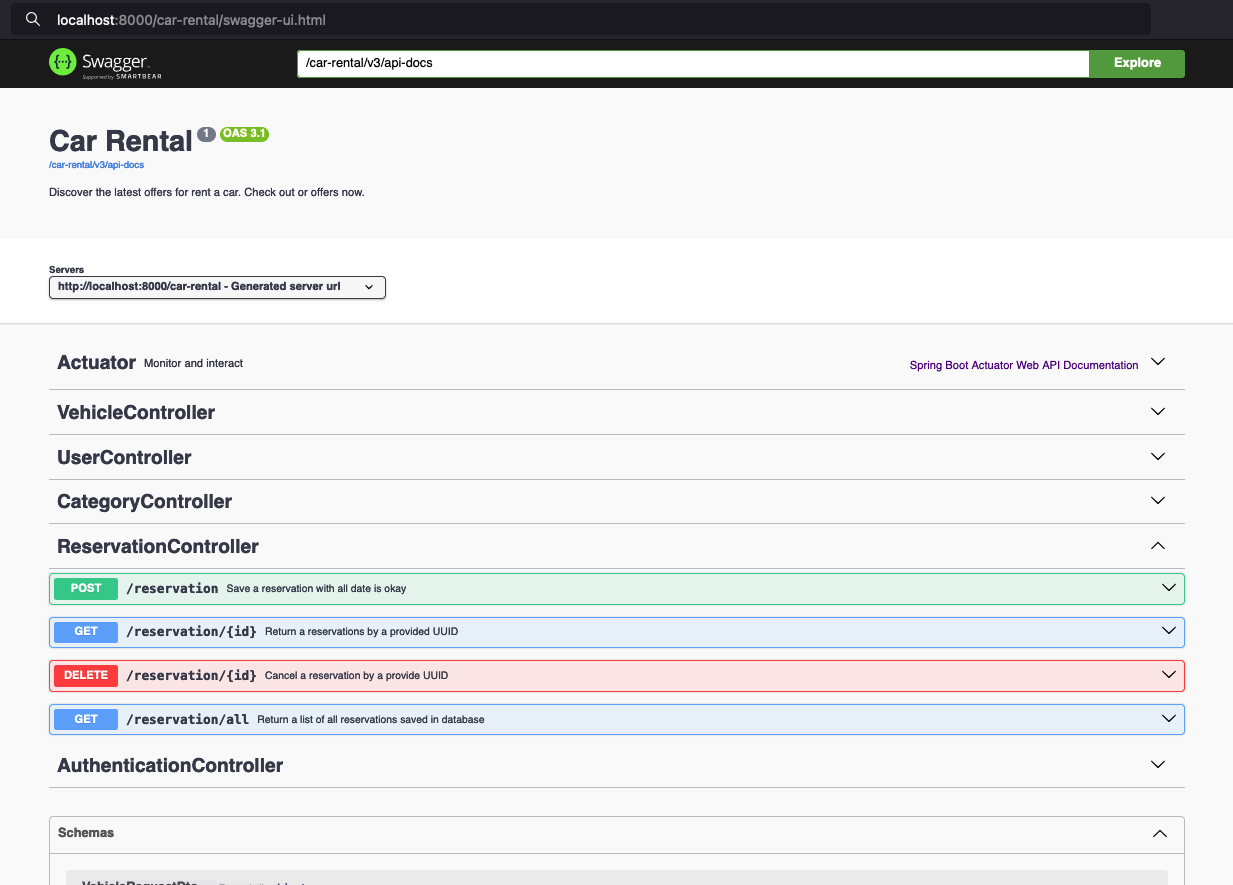 localhost:8000/car-rental/swagger-ui.html
Swagger
Supported by SMARTBEAR
/car-rental/v3/api-docs
Explore
Car Rental 1 OAS 3.1
/car-rental/v3/api-docs
Discover the latest offers for rent a car. Check out or offers now.
Servers
http://localhost:8000/car-rental - Generated server url
Actuator Monitor and interact Spring Boot Actuator Web API Documentation
VehicleController
UserController
CategoryController
ReservationController
POST /reservation Save a reservation with all date is okay
GET /reservation/{id} Return a reservations by a provided UUID
DELETE /reservation/{id} Cancel a reservation by a provide UUID
GET /reservation/all Return a list of all reservations saved in database
AuthenticationController
Schemas